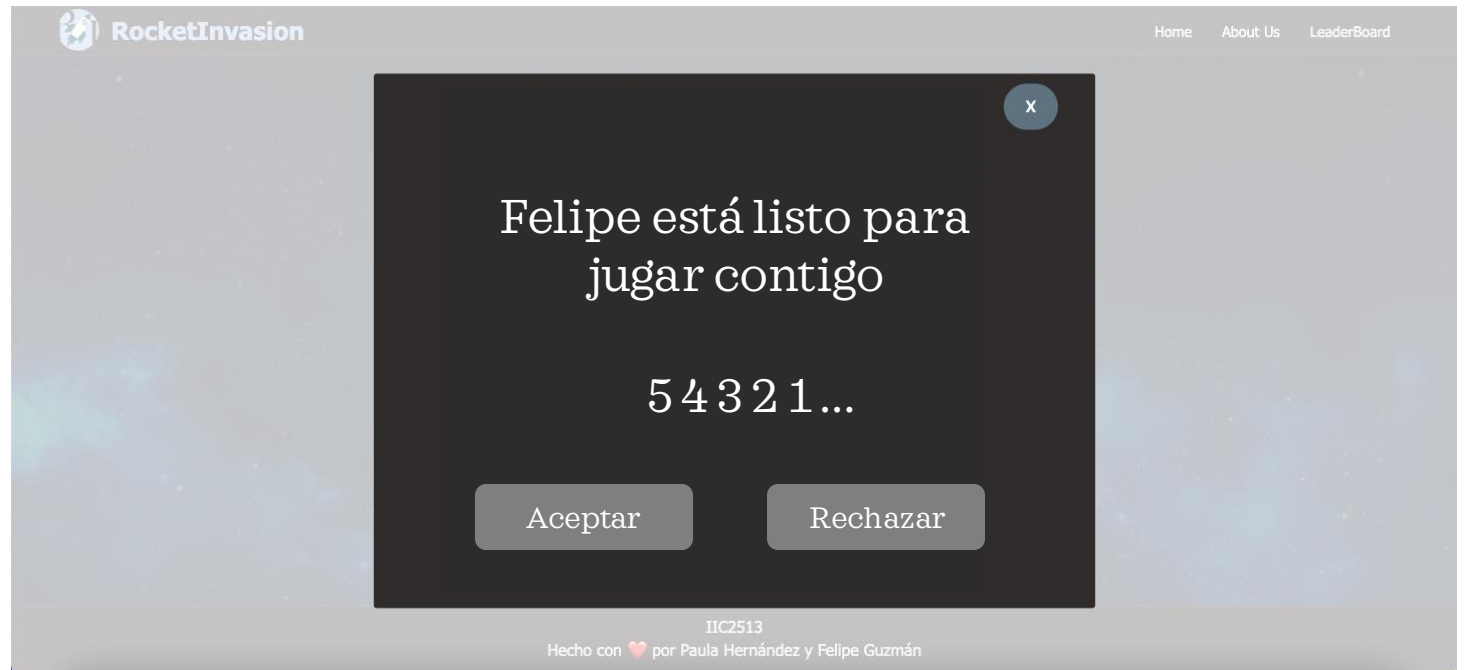 RocketInvasion
Home About Us LeaderBoard
X
Felipe está listo para
jugar contigo
5 4 3 2 1...
Aceptar Rechazar
IIC2513
Hecho con ❤️ por Paula Hernández y Felipe Guzmán